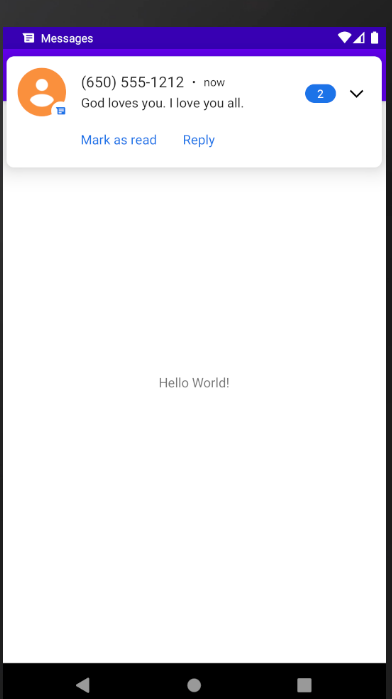 Messages
(650) 555-1212 • now
God loves you. I love you all.
2
Mark as read Reply
Hello World!